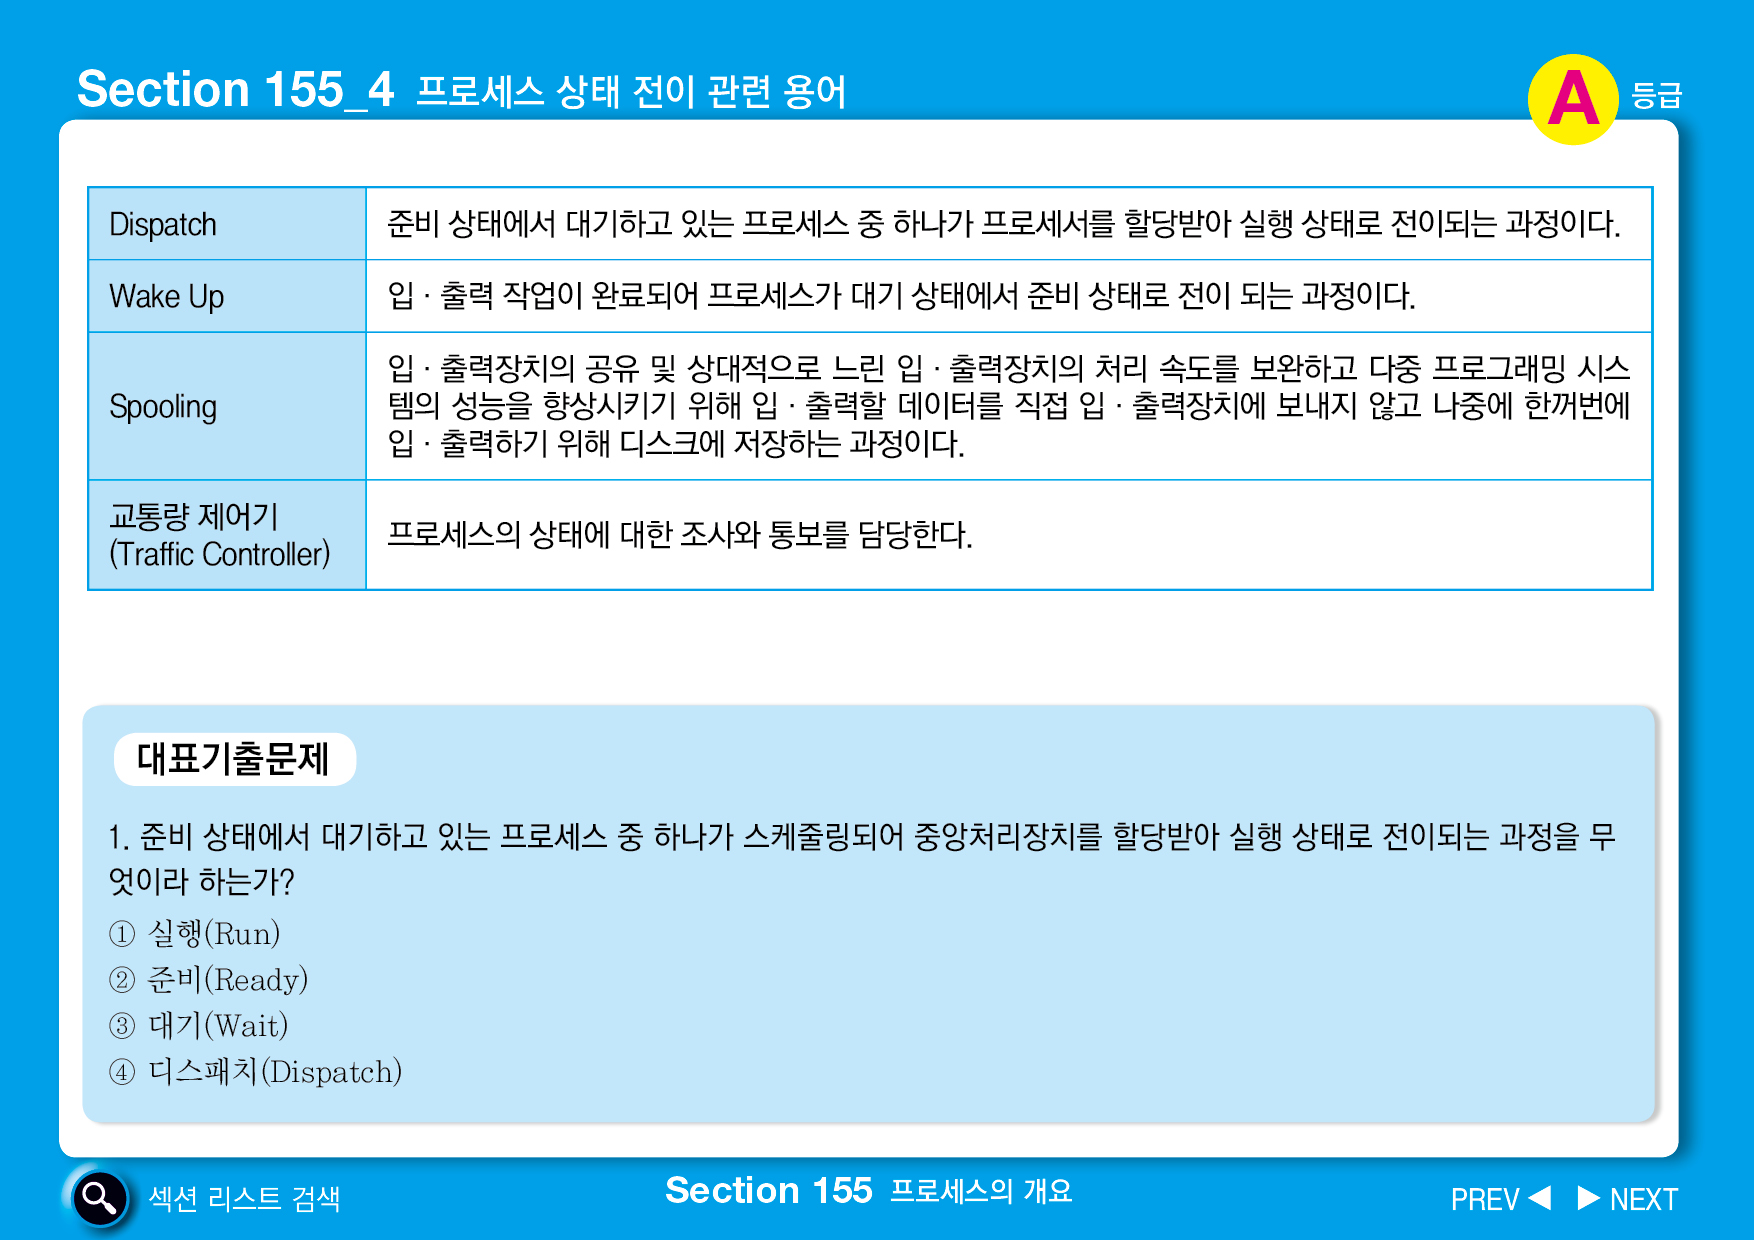 Section 155_4 프로세스 상태 전이 관련 용어
A 등급
Dispatch
준비 상태에서 대기하고 있는 프로세스 중 하나가 프로세서를 할당받아 실행 상태로 전이되는 과정이다.
Wake Up
입·출력 작업이 완료되어 프로세스가 대기 상태에서 준비 상태로 전이 되는 과정이다.
Spooling
입·출력장치의 공유 및 상대적으로 느린 입·출력장치의 처리 속도를 보완하고 다중 프로그래밍 시스
템의 성능을 향상시키기 위해 입·출력할 데이터를 직접 입·출력장치에 보내지 않고 나중에 한꺼번에
입·출력하기 위해 디스크에 저장하는 과정이다.
교통량 제어기
(Traffic Controller)
프로세스의 상태에 대한 조사와 통보를 담당한다.
대표기출문제
1. 준비 상태에서 대기하고 있는 프로세스 중 하나가 스케줄링되어 중앙처리장치를 할당받아 실행 상태로 전이되는 과정을 무
엇이라 하는가?
① 실행(Run)
② 준비(Ready)
③ 대기(Wait)
④ 디스패치(Dispatch)
섹션 리스트 검색
Section 155 프로세스의 개요
PREV ◀ ▶ NEXT